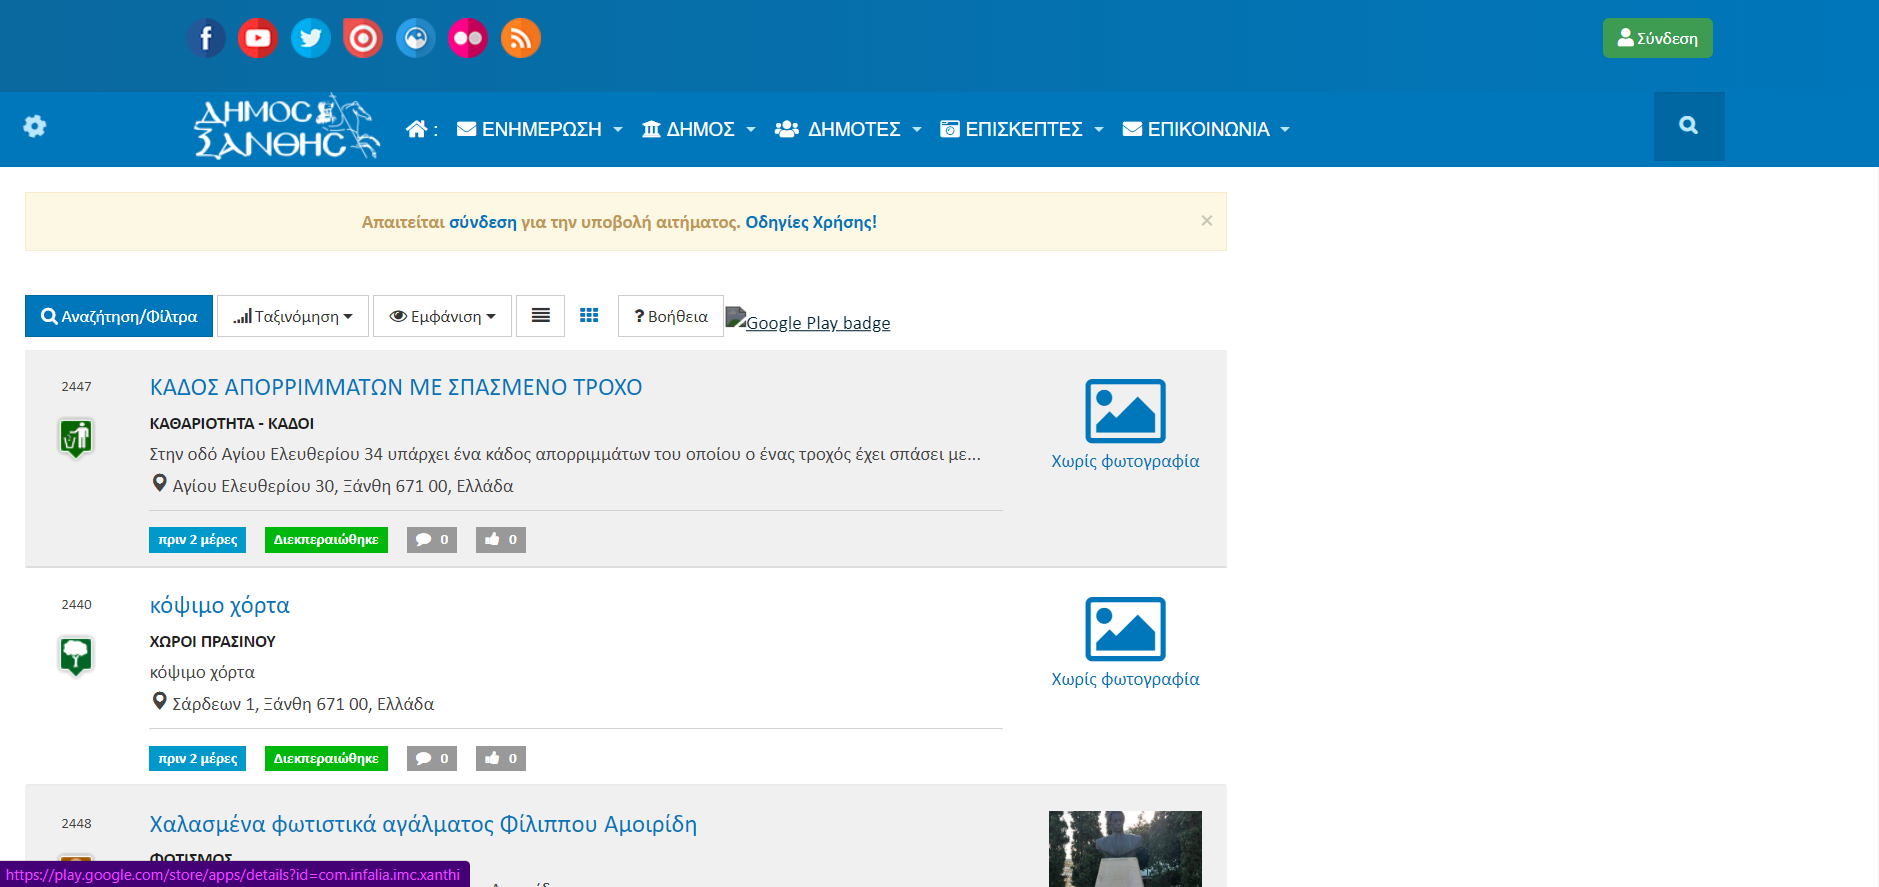 Σύνδεση
ΔΗΜΟΣ
ΞΑΝΘΗΣ
: ΕΝΗΜΕΡΩΣΗ ΔΗΜΟΣ ΔΗΜΟΤΕΣ ΕΠΙΣΚΕΠΤΕΣ ΕΠΙΚΟΙΝΩΝΙΑ
Απαιτείται σύνδεση για την υποβολή αιτήματος. Οδηγίες Χρήσης! ×
Αναζήτηση/Φίλτρα Ταξινόμηση Εμφάνιση ? Βοήθεια Google Play badge
2447 ΚΑΔΟΣ ΑΠΟΡΡΙΜΜΑΤΩΝ ΜΕ ΣΠΑΣΜΕΝΟ ΤΡΟΧΟ
ΚΑΘΑΡΙΟΤΗΤΑ - ΚΑΔΟΙ
Στην οδό Αγίου Ελευθερίου 34 υπάρχει ένα κάδος απορριμμάτων του οποίου ο ένας τροχός έχει σπάσει με...
Χωρίς φωτογραφία
Αγίου Ελευθερίου 30, Ξάνθη 671 00, Ελλάδα
πριν 2 μέρες Διεκπεραιώθηκε 0 0
2440 κόψιμο χόρτα
ΧΩΡΟΙ ΠΡΑΣΙΝΟΥ
κόψιμο χόρτα
Χωρίς φωτογραφία
Σάρδεων 1, Ξάνθη 671 00, Ελλάδα
πριν 2 μέρες Διεκπεραιώθηκε 0 0
2448 Χαλασμένα φωτιστικά αγάλματος Φίλιππου Αμοιρίδη
ΦΩΤΙΣΜΟΣ
https://play.google.com/store/apps/details?id=com.infalia.imc.xanthi